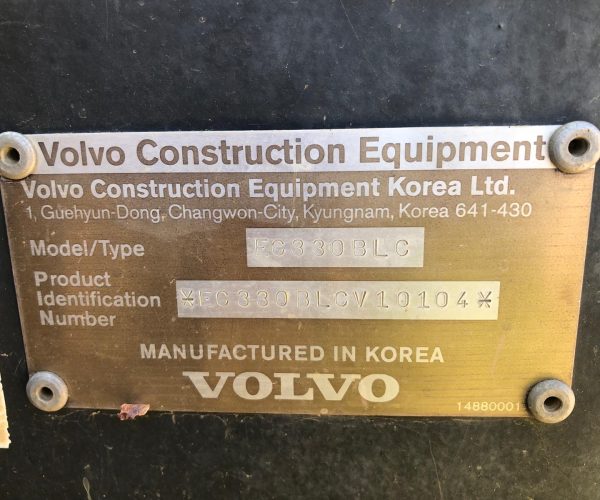 Volvo Construction Equipment
Volvo Construction Equipment Korea Ltd.
1, Guehyun-Dong, Changwon-City, Kyungnam, Korea 641-430
Model/Type EC330BLC
Product
Identification
Number
*EC330BLCV10104*
MANUFACTURED IN KOREA
VOLVO
14880001